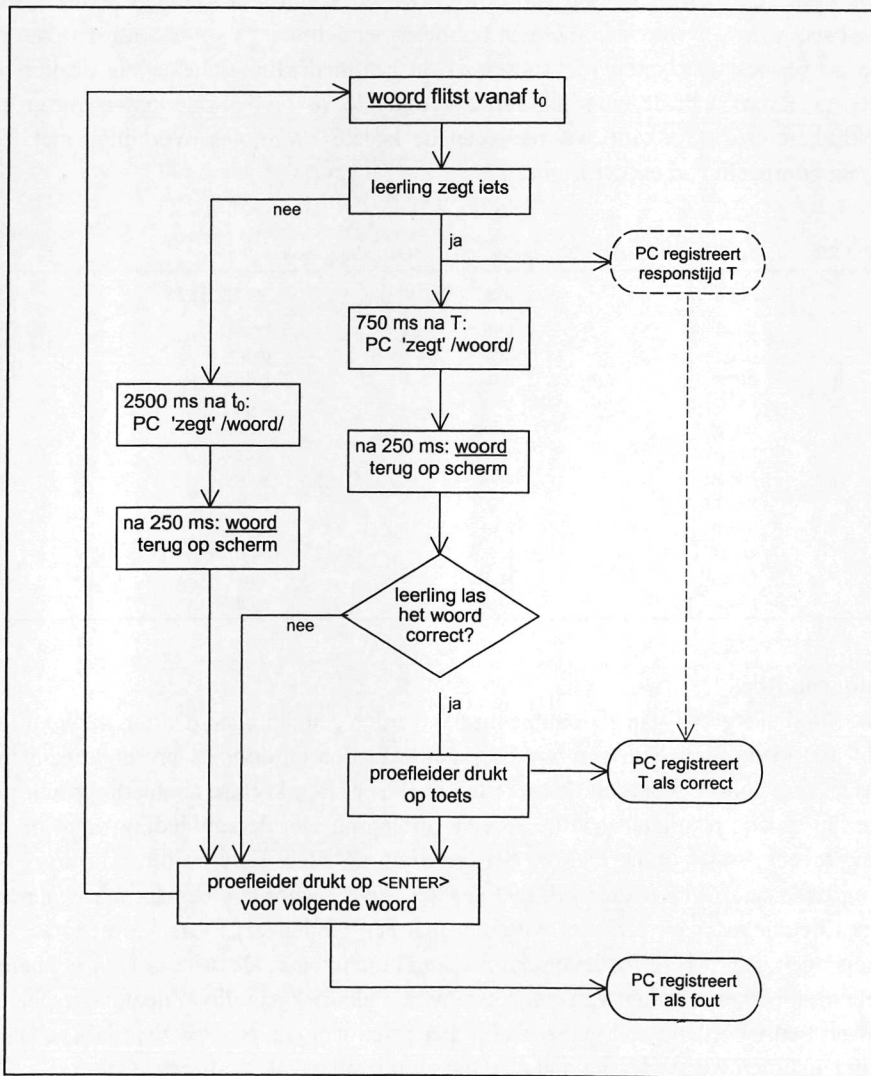 woord flitst vanaf t₀
leerling zegt iets
nee
ja
PC registreert
responstijd T
750 ms na T:
PC 'zegt' /woord/
2500 ms na t₀:
PC 'zegt' /woord/
na 250 ms: woord
terug op scherm
na 250 ms: woord
terug op scherm
leerling las
het woord
correct?
nee
ja
proefleider drukt
op toets
PC registreert
T als correct
proefleider drukt op <ENTER>
voor volgende woord
PC registreert
T als fout